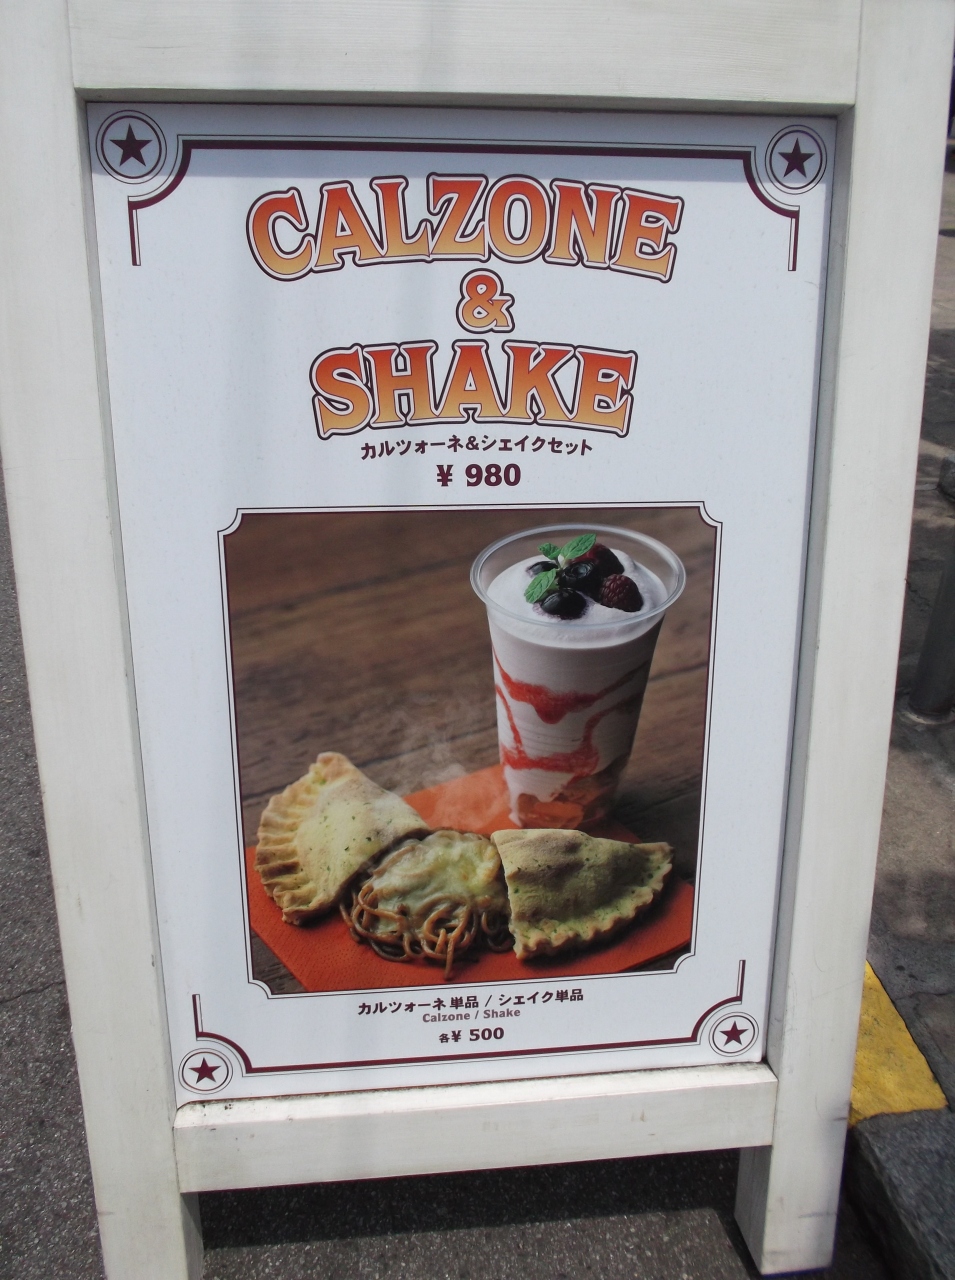 CALZONE
&
SHAKE
カルツォーネ&シェイクセット
¥ 980
カルツォーネ単品 / シェイク単品
Calzone / Shake
各¥ 500